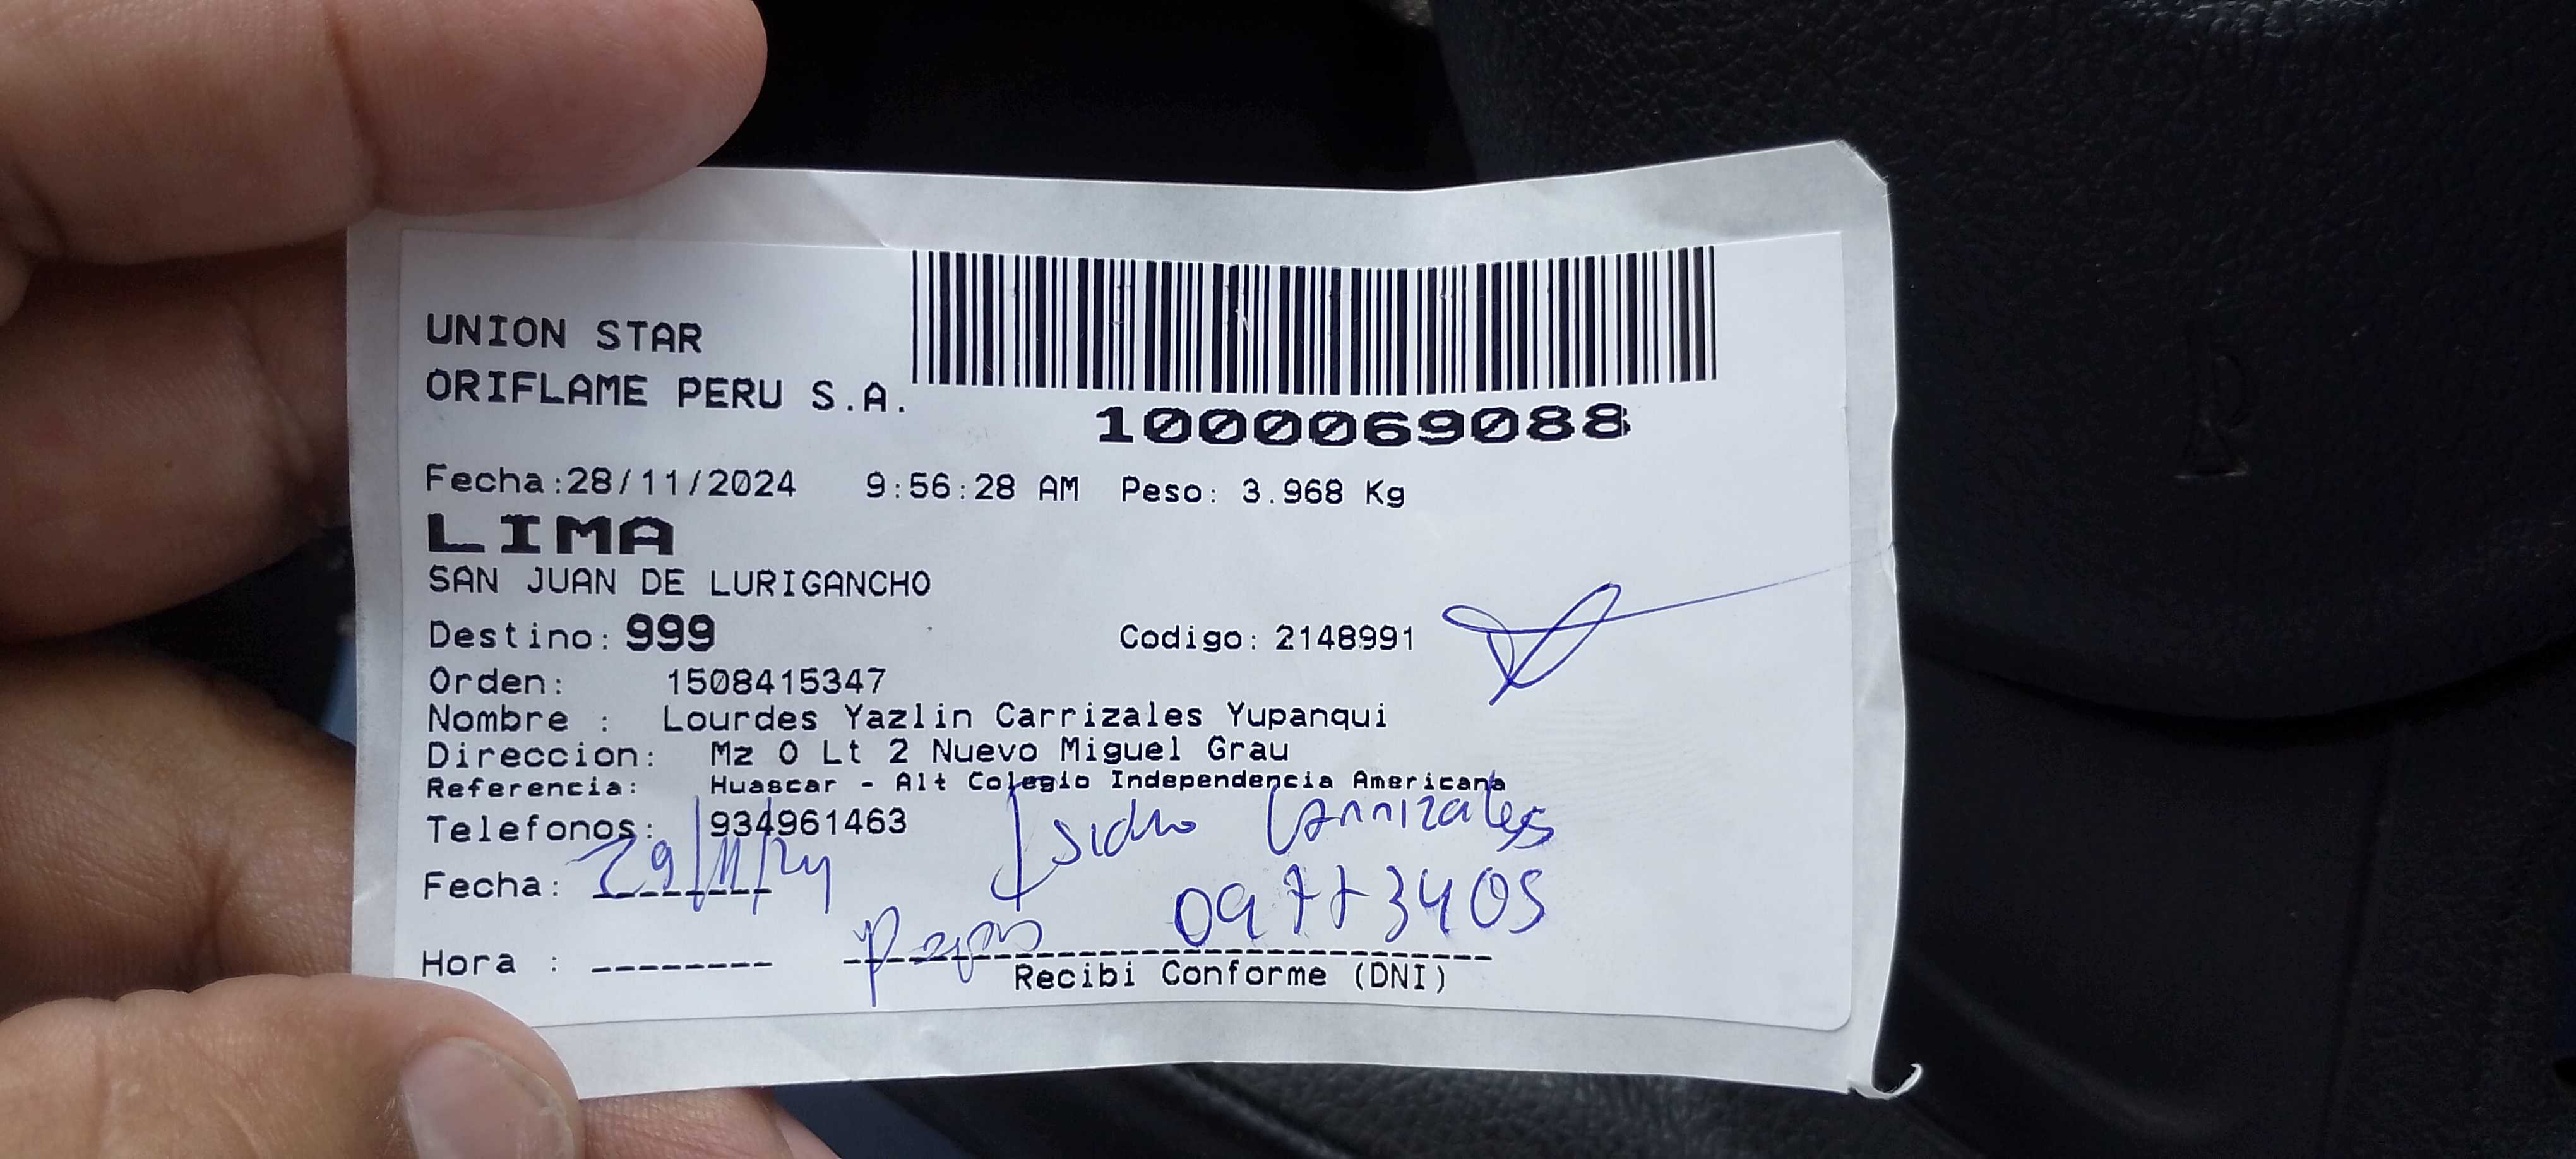 UNION STAR
ORIFLAME PERU S.A.
1000069088
Fecha:28/11/2024 9:56:28 AM Peso: 3.968 Kg
LIMA
SAN JUAN DE LURIGANCHO
Destino: 999 Codigo: 2148991
Orden: 1508415347
Nombre : Lourdes Yazlin Carrizales Yupanqui
Direccion: Mz O Lt 2 Nuevo Miguel Grau
Referencia: Huascar - Alt Colegio Independencia Americana
Telefonos: 934961463
Isidro Carrizales
Fecha: 29/11/24
09773405
Hora :
Recibi Conforme (DNI)